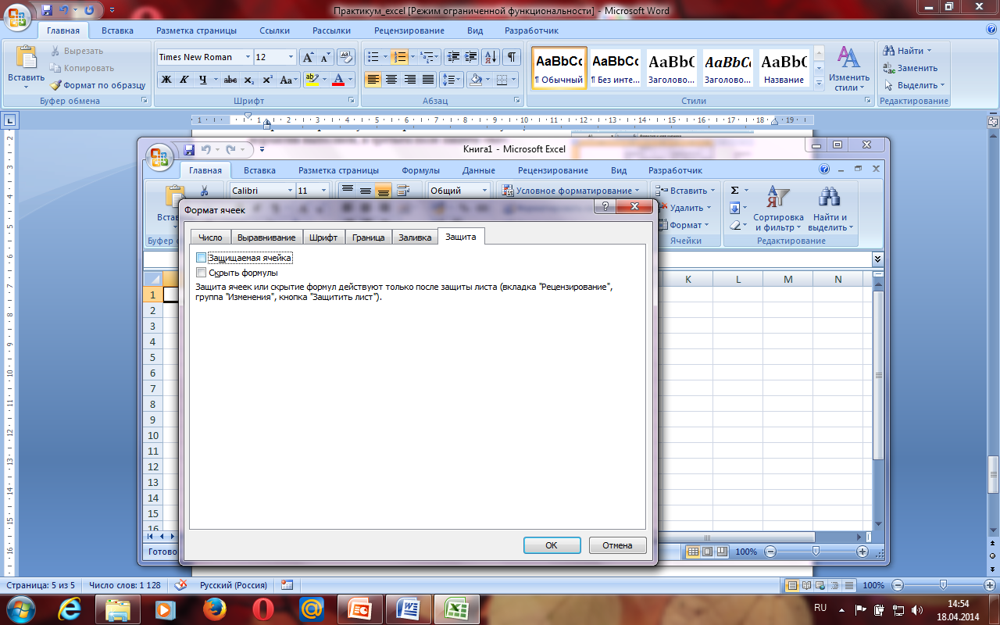 Практикум_excel [Режим ограниченной функциональности] - Microsoft Word
Главная Вставка Разметка страницы Ссылки Рассылки Рецензирование Вид Разработчик
Вставить
Вырезать
Копировать
Формат по образцу
Буфер обмена
Times New Roman 12
Ж К Ч abc x₂ x² Aa
Шрифт
Абзац
AaBbCc AaBbCc AaBbC AaBbCc AaBbC
¶ Обычный ¶ Без инте... Заголово... Заголово... Название
Изменить стили
Стили
Найти
Заменить
Выделить
Редактирование
1 1 2 3 4 5 6 7 8 9 10 11 12 13 14 15 16 17 18 19
Книга1 - Microsoft Excel
Главная Вставка Разметка страницы Формулы Данные Рецензирование Вид Разработчик
Calibri 11
Общий
Условное форматирование
Вставить
Удалить
Формат
Ячейки
Σ
Сортировка и фильтр
Найти и выделить
Редактирование
Формат ячеек
Число Выравнивание Шрифт Граница Заливка Защита
Защищаемая ячейка
Скрыть формулы
Защита ячеек или скрытие формул действуют только после защиты листа (вкладка "Рецензирование",
группа "Изменения", кнопка "Защитить лист").
ОК Отмена
K L M N
1
2
3
4
5
6
7
8
9
10
11
12
13
14
15
16
Готово
100%
Страница: 5 из 5 Число слов: 1 128 Русский (Россия) 100%
RU 14:54
18.04.2014